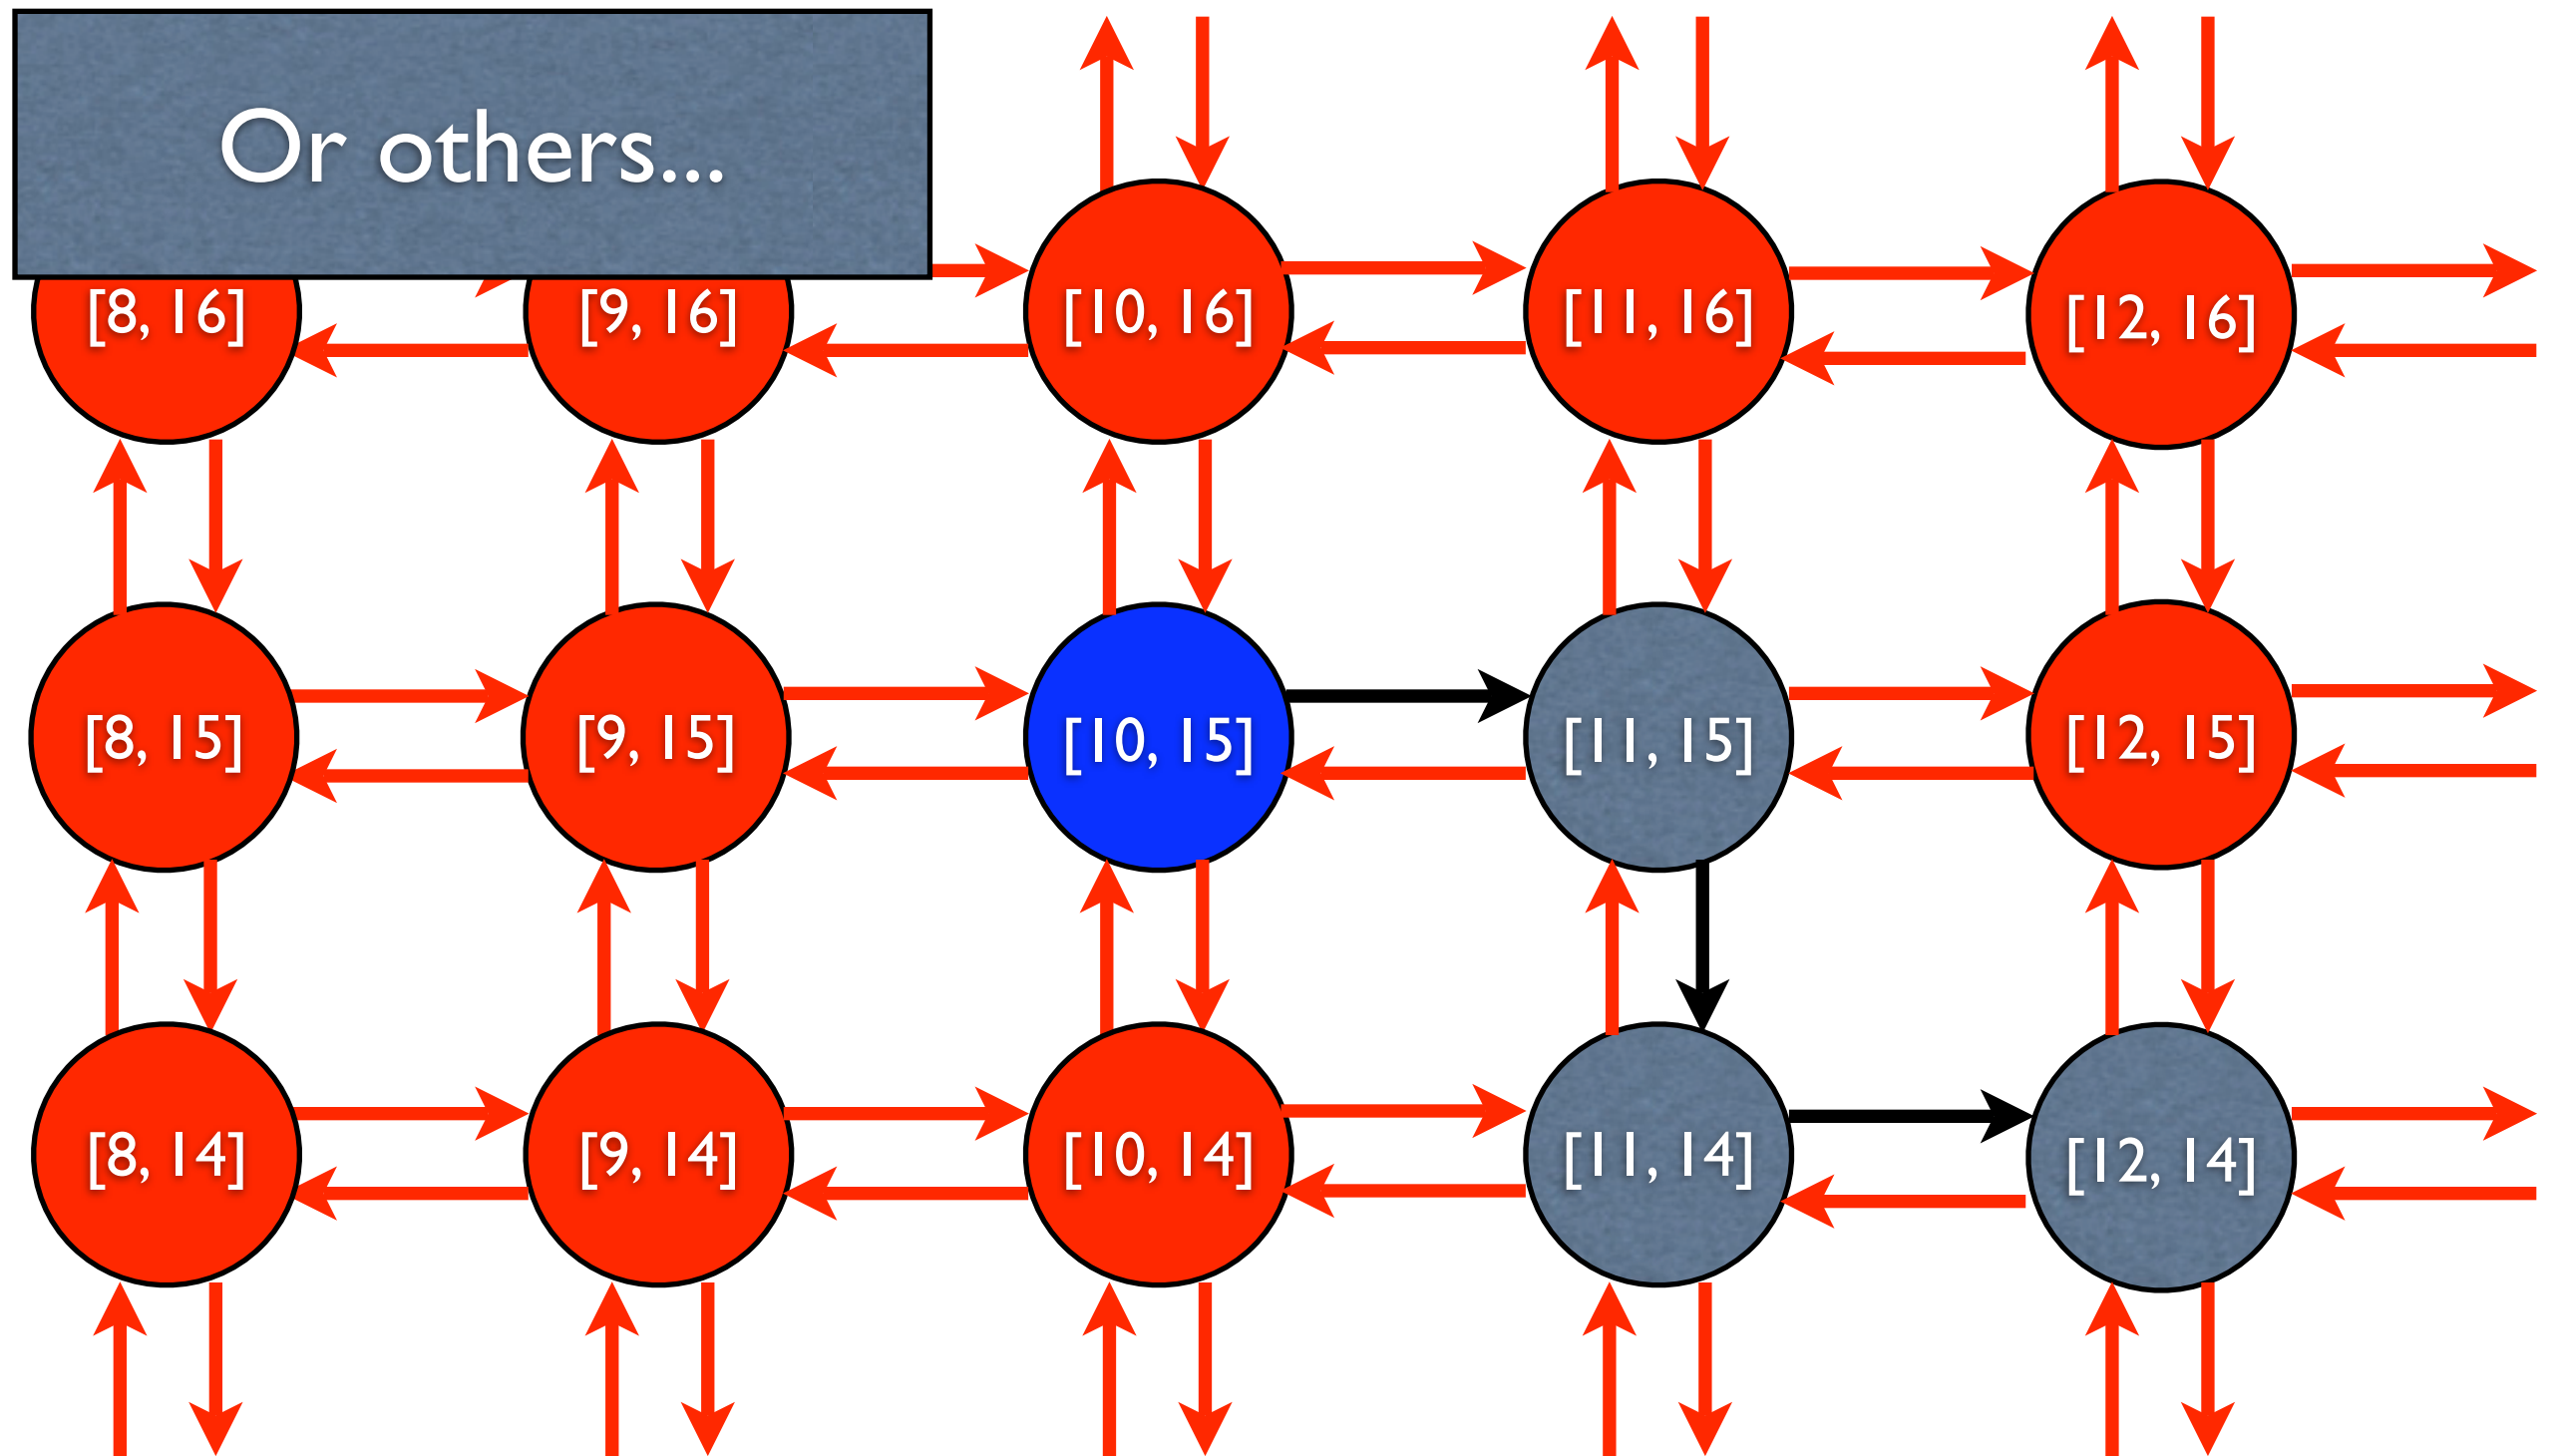 Or others...
[8, 16] [9, 16] [10, 16] [11, 16] [12, 16]
[8, 15] [9, 15] [10, 15] [11, 15] [12, 15]
[8, 14] [9, 14] [10, 14] [11, 14] [12, 14]